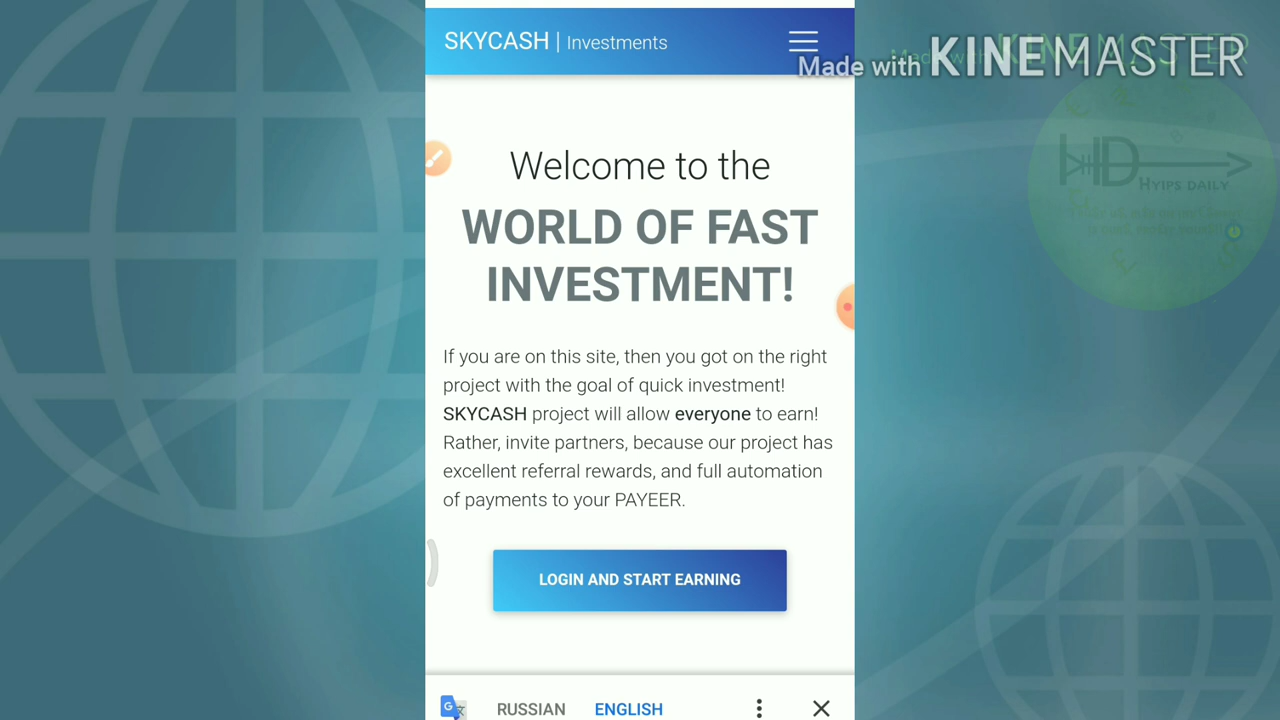 SKYCASH | Investments
Made with KINEMASTER
HYIPS DAILY
Welcome to the
WORLD OF FAST
INVESTMENT!
If you are on this site, then you got on the right
project with the goal of quick investment!
SKYCASH project will allow everyone to earn!
Rather, invite partners, because our project has
excellent referral rewards, and full automation
of payments to your PAYEER.
LOGIN AND START EARNING
RUSSIAN ENGLISH